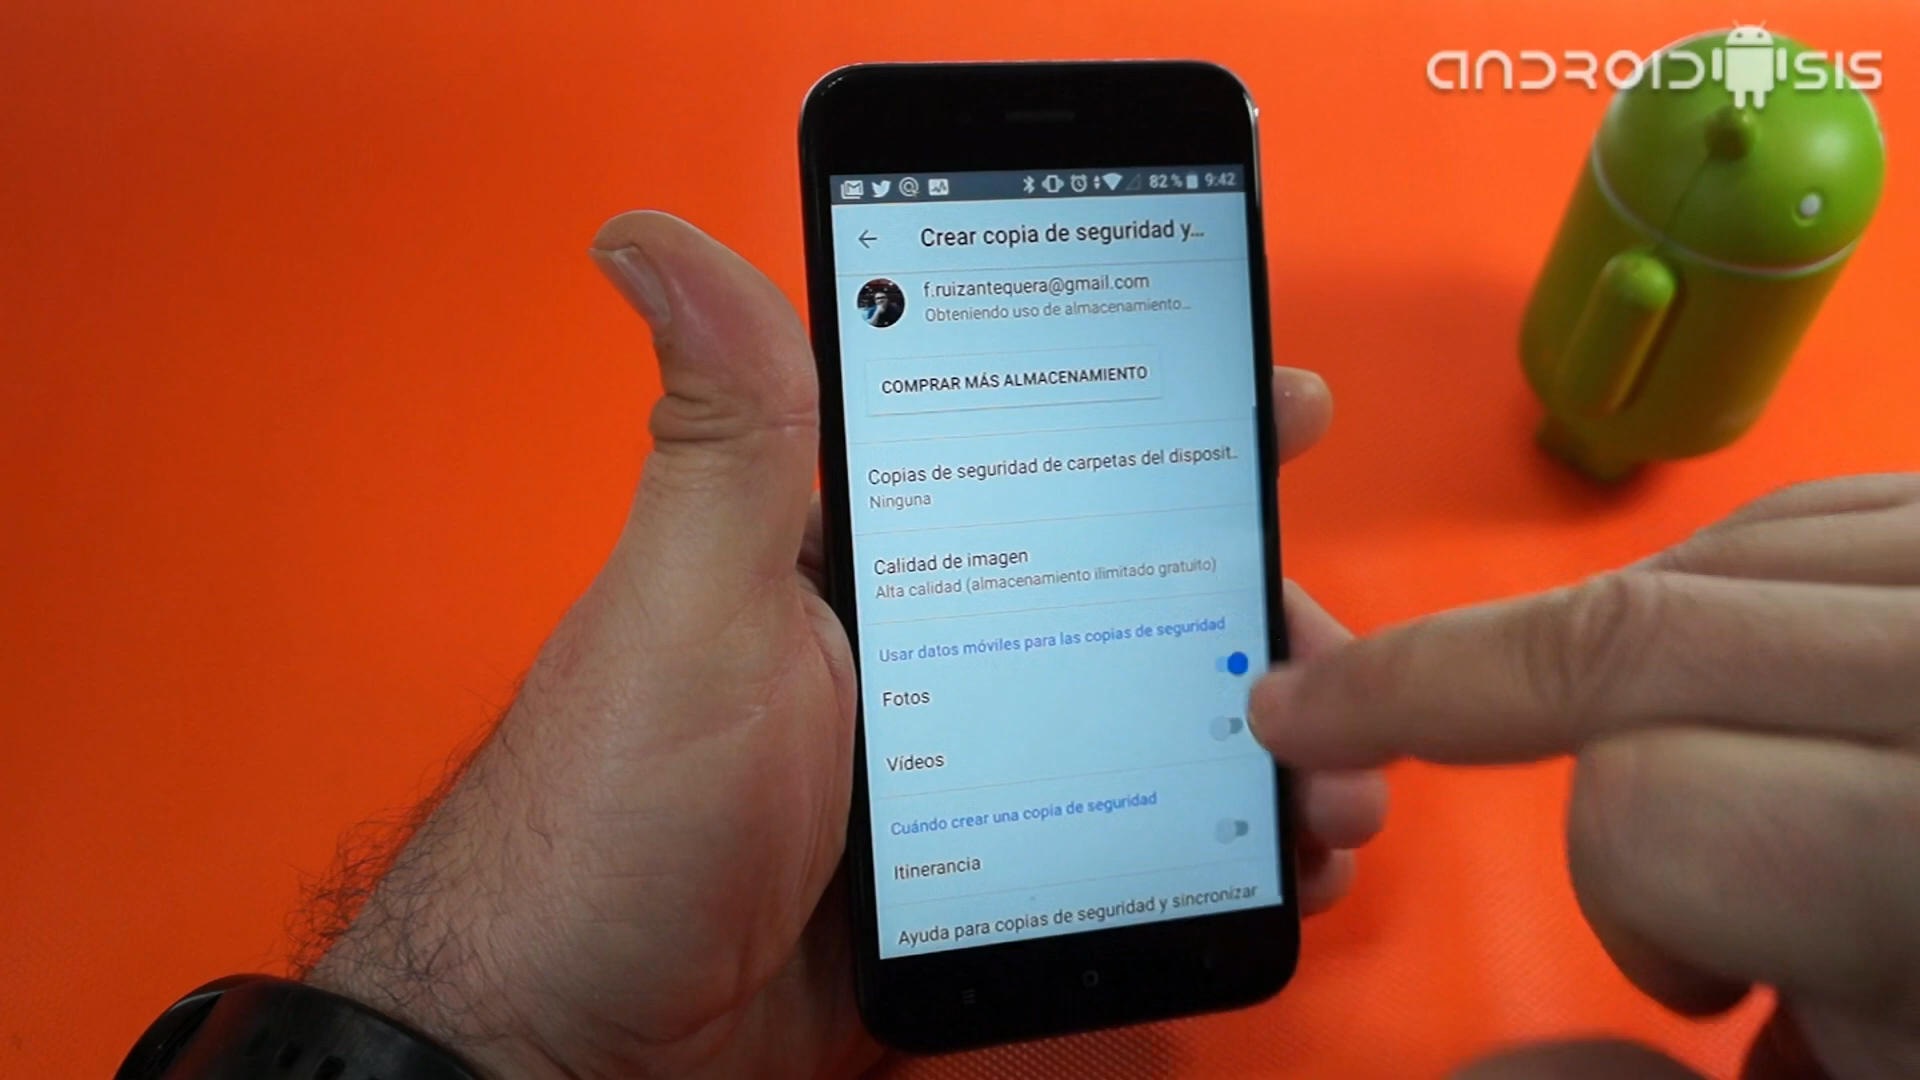 ANDROIDSIS
82 % 9:42
Crear copia de seguridad y...
f.ruizantequera@gmail.com
Obteniendo uso de almacenamiento...
COMPRAR MÁS ALMACENAMIENTO
Copias de seguridad de carpetas del disposit..
Ninguna
Calidad de imagen
Alta calidad (almacenamiento ilimitado gratuito)
Usar datos móviles para las copias de seguridad
Fotos
Vídeos
Cuándo crear una copia de seguridad
Itinerancia
Ayuda para copias de seguridad y sincronizar